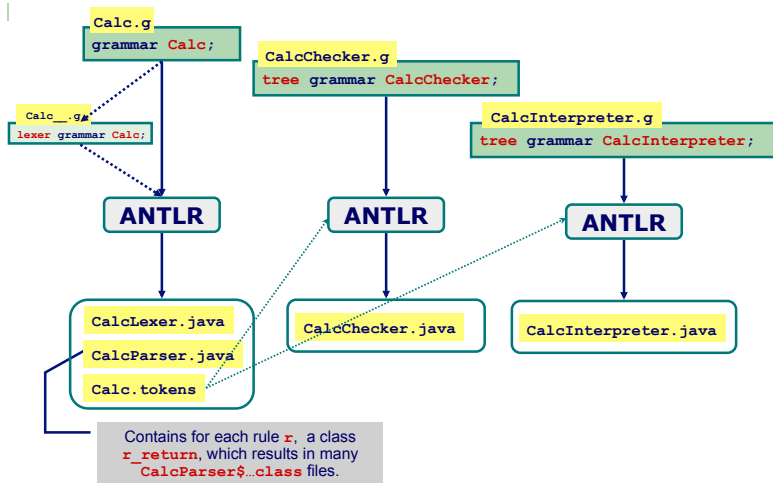 Calc.g
grammar Calc;
CalcChecker.g
tree grammar CalcChecker;
Calc__.g
lexer grammar Calc;
CalcInterpreter.g
tree grammar CalcInterpreter;
ANTLR
ANTLR
ANTLR
CalcLexer.java
CalcParser.java
Calc.tokens
CalcChecker.java
CalcInterpreter.java
Contains for each rule r, a class
r_return, which results in many
CalcParser$…class files.